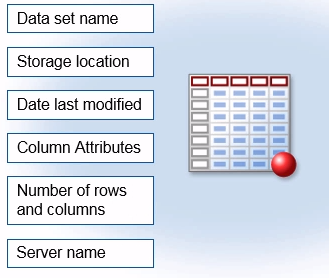 Data set name
Storage location
Date last modified
Column Attributes
Number of rows
and columns
Server name